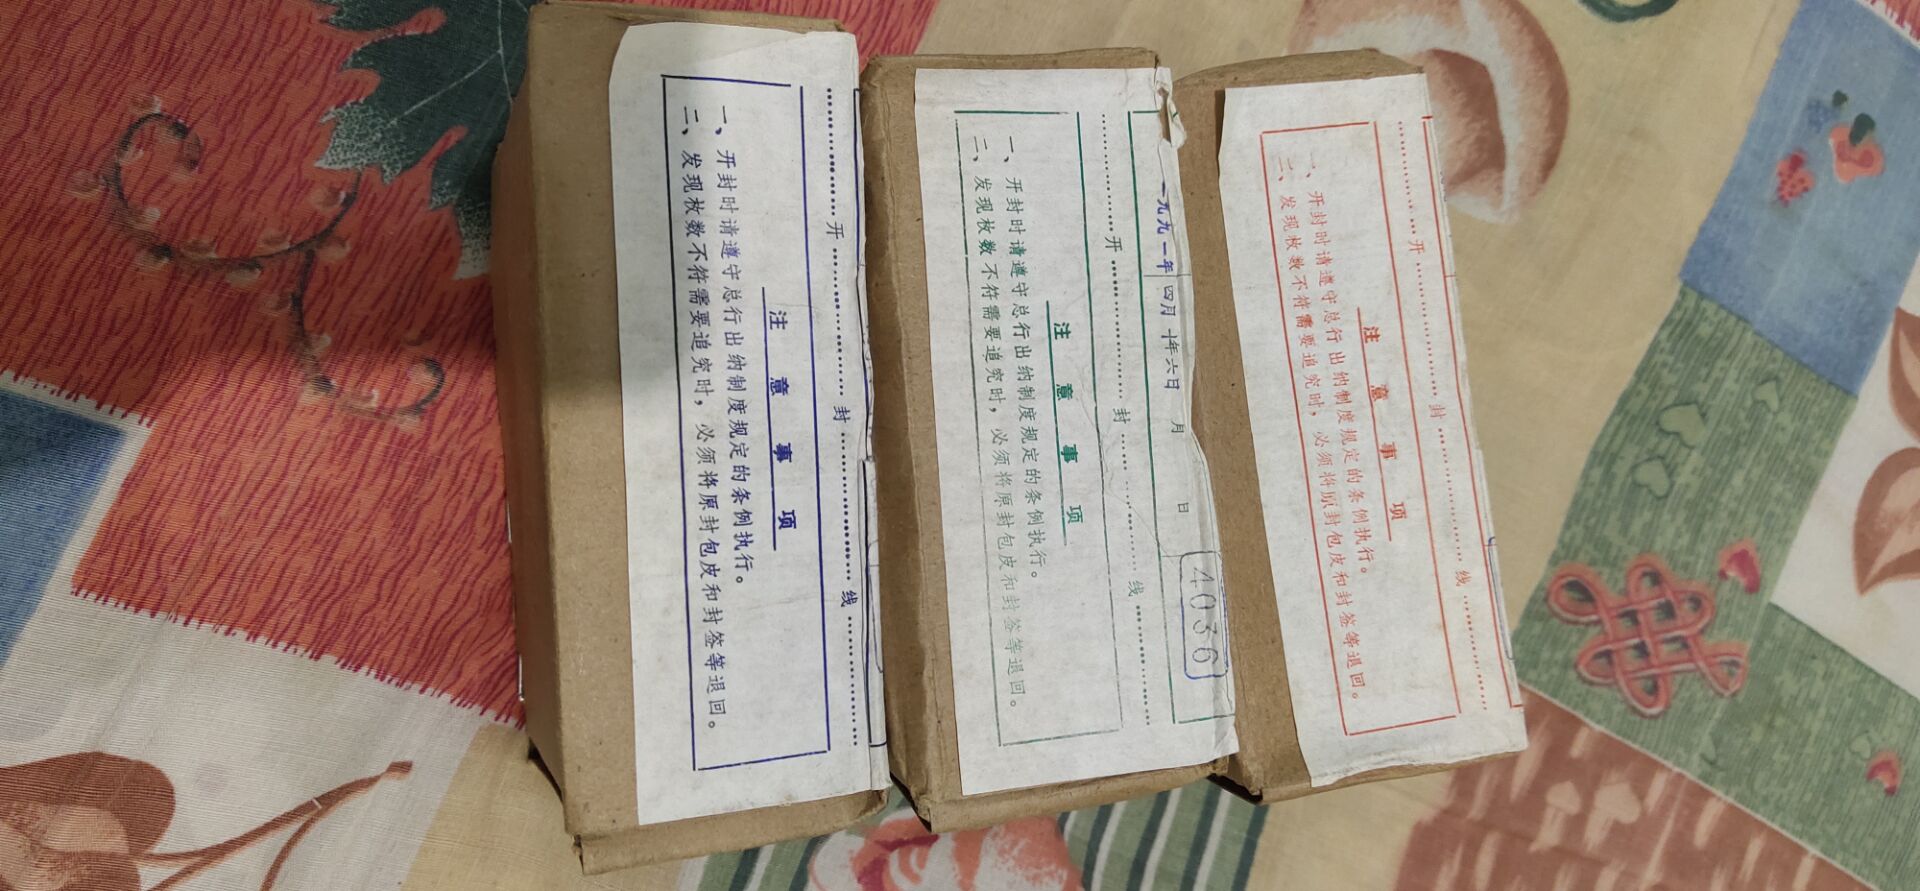 开封线
注意事项
一、开封时请遵守总行出纳制度规定的条例执行。
二、发现枚数不符需要追究时，必须将原封包皮和封签等退回。
一九九一年四月十六日
年 月 日
40366
开封线
注意事项
一、开封时请遵守总行出纳制度规定的条例执行。
二、发现枚数不符需要追究时，必须将原封包皮和封签等退回。
开封线
注意事项
一、开封时请遵守总行出纳制度规定的条例执行。
二、发现枚数不符需要追究时，必须将原封包皮和封签等退回。